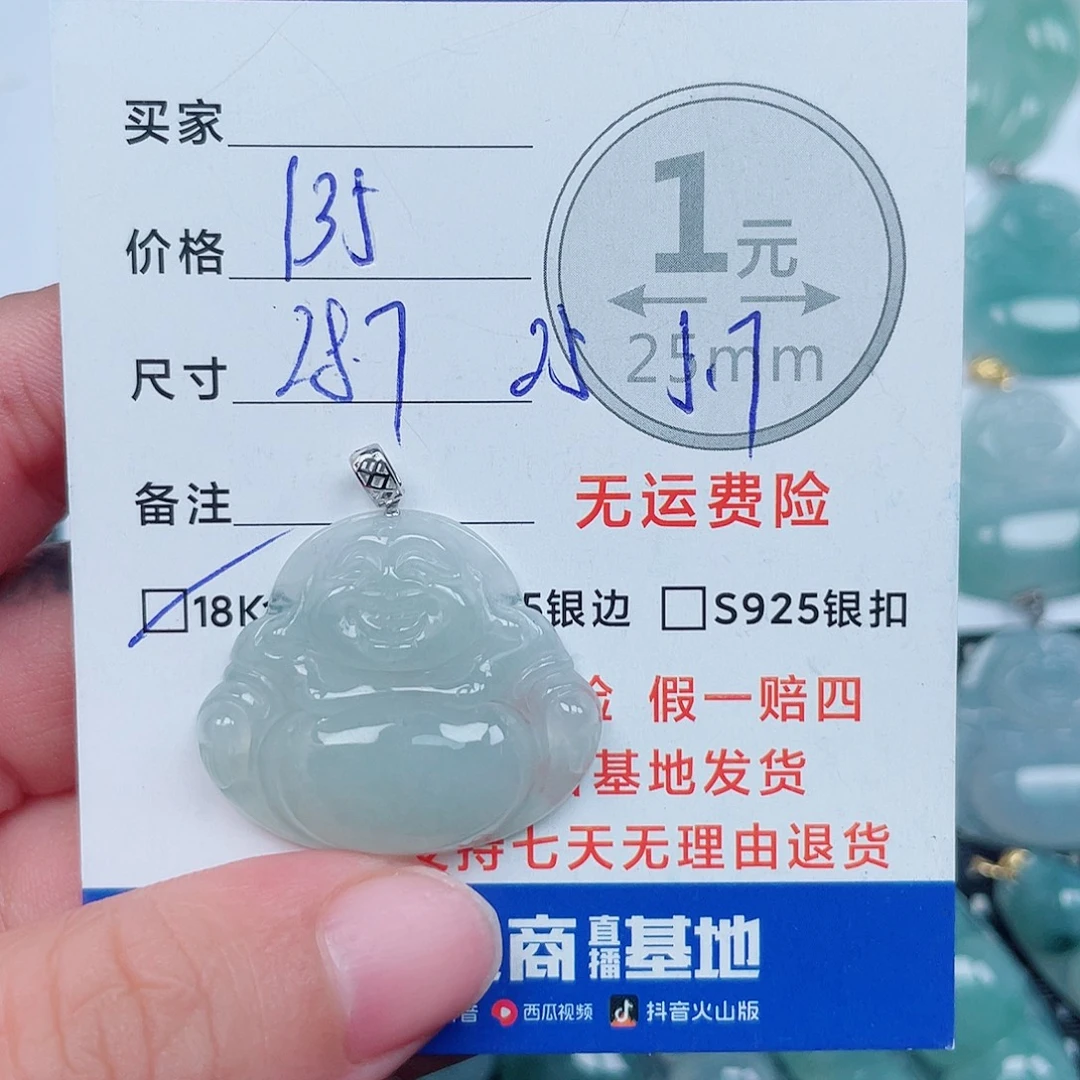 买家
价格 135
1元
25mm
尺寸 28.7 25 5.7
备注
无运费险
18K 5银边 S925银扣
验 假一赔四
基地发货
支持七天无理由退货
商直播基地
音 西瓜视频 抖音火山版